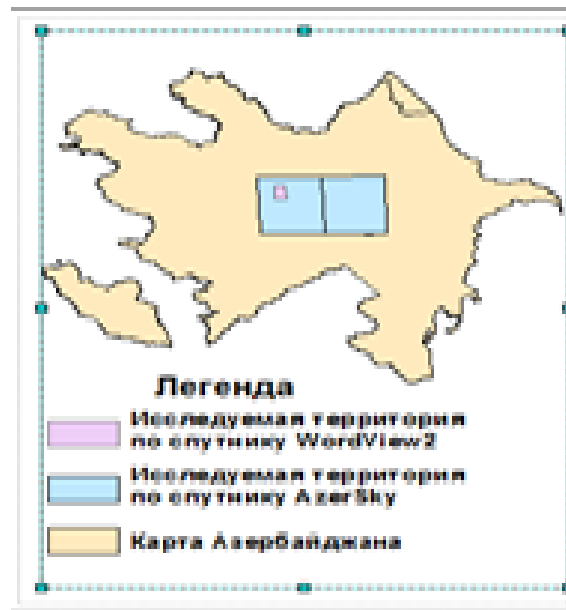 Легенда
Исследуемая территория
по спутнику WordView2
Исследуемая территория
по спутнику AzerSky
Карта Азербайджана